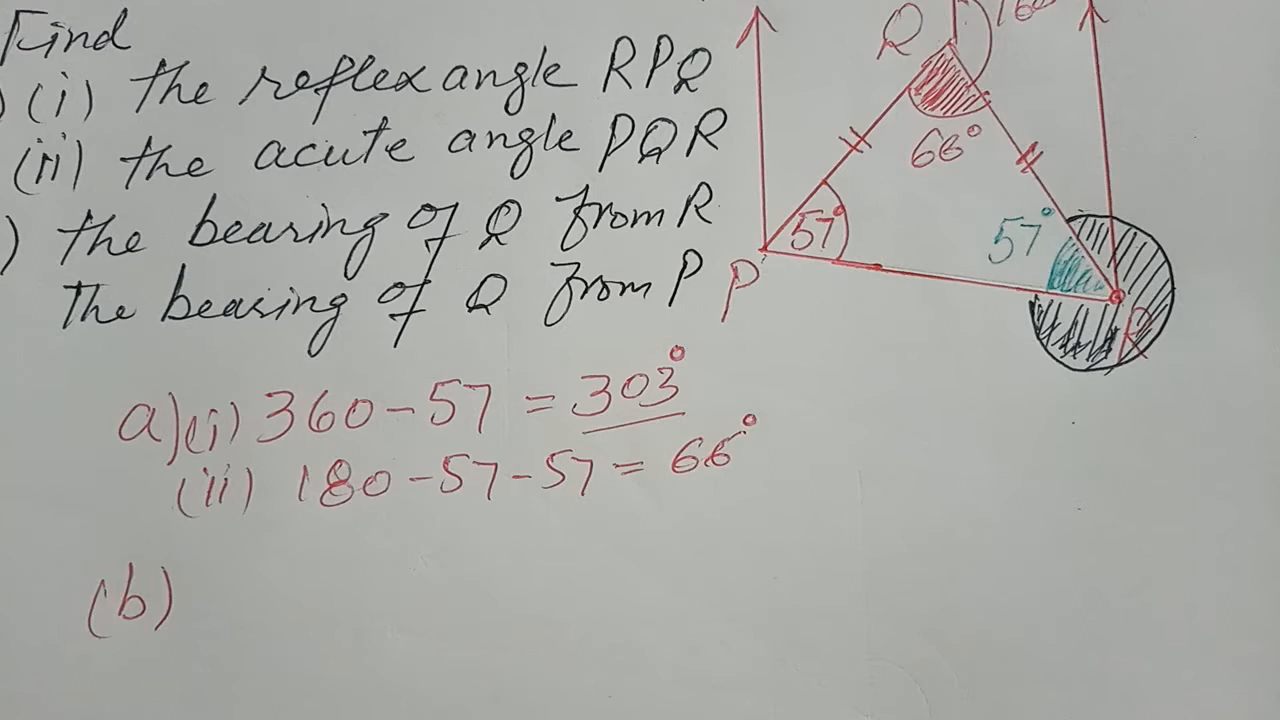 Find
(i) the reflex angle RPQ
(ii) the acute angle PQR
) the bearing of Q from R
The bearing of Q from P
a)(i) 360-57 = 303°
(ii) 180-57-57 = 66°
(b)
Q
66°
57°
57°
P
R